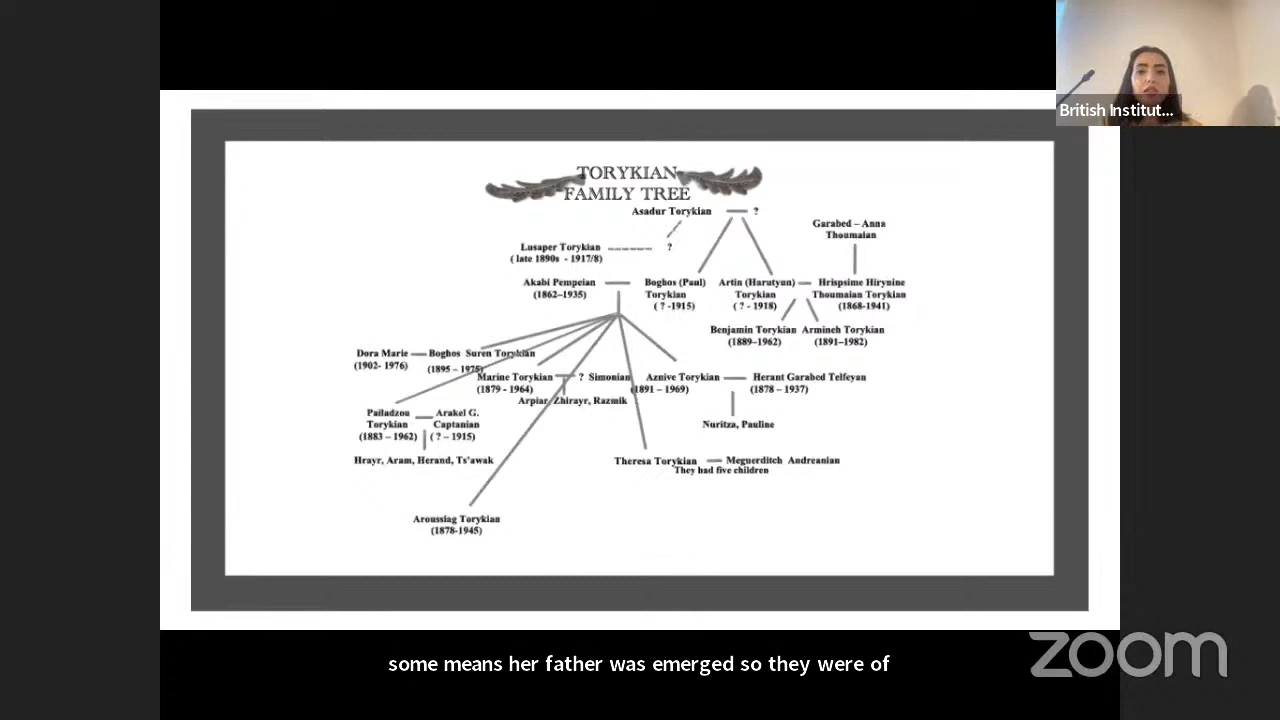 British Institut...
TORYKIAN
FAMILY TREE
Asadur Torykian — ?
Garabed – Anna
Thoumaian
Lusaper Torykian ------ ?
( late 1890s - 1917/8)
Akabi Pempeian — Boghos (Paul) Artin (Harutyun) — Hrispsime Hirynine
(1862–1935) Torykian Torykian Thoumaian Torykian
( ? -1915) ( ? - 1918) (1868-1941)
Benjamin Torykian Armineh Torykian
(1889–1962) (1891–1982)
Dora Marie — Boghos Suren Torykian
(1902- 1976) (1895 – 1975)
Marine Torykian — ? Simonian Aznive Torykian — Herant Garabed Telfeyan
(1879 - 1964) (1891 – 1969) (1878 – 1937)
Arpiar, Zhirayr, Razmik
Pailadzou Arakel G.
Torykian — Captanian
(1883 – 1962) ( ? – 1915)
Nuritza, Pauline
Hrayr, Aram, Herand, Ts'awak
Theresa Torykian — Meguerditch Andreanian
They had five children
Aroussiag Torykian
(1878-1945)
some means her father was emerged so they were of
zoom